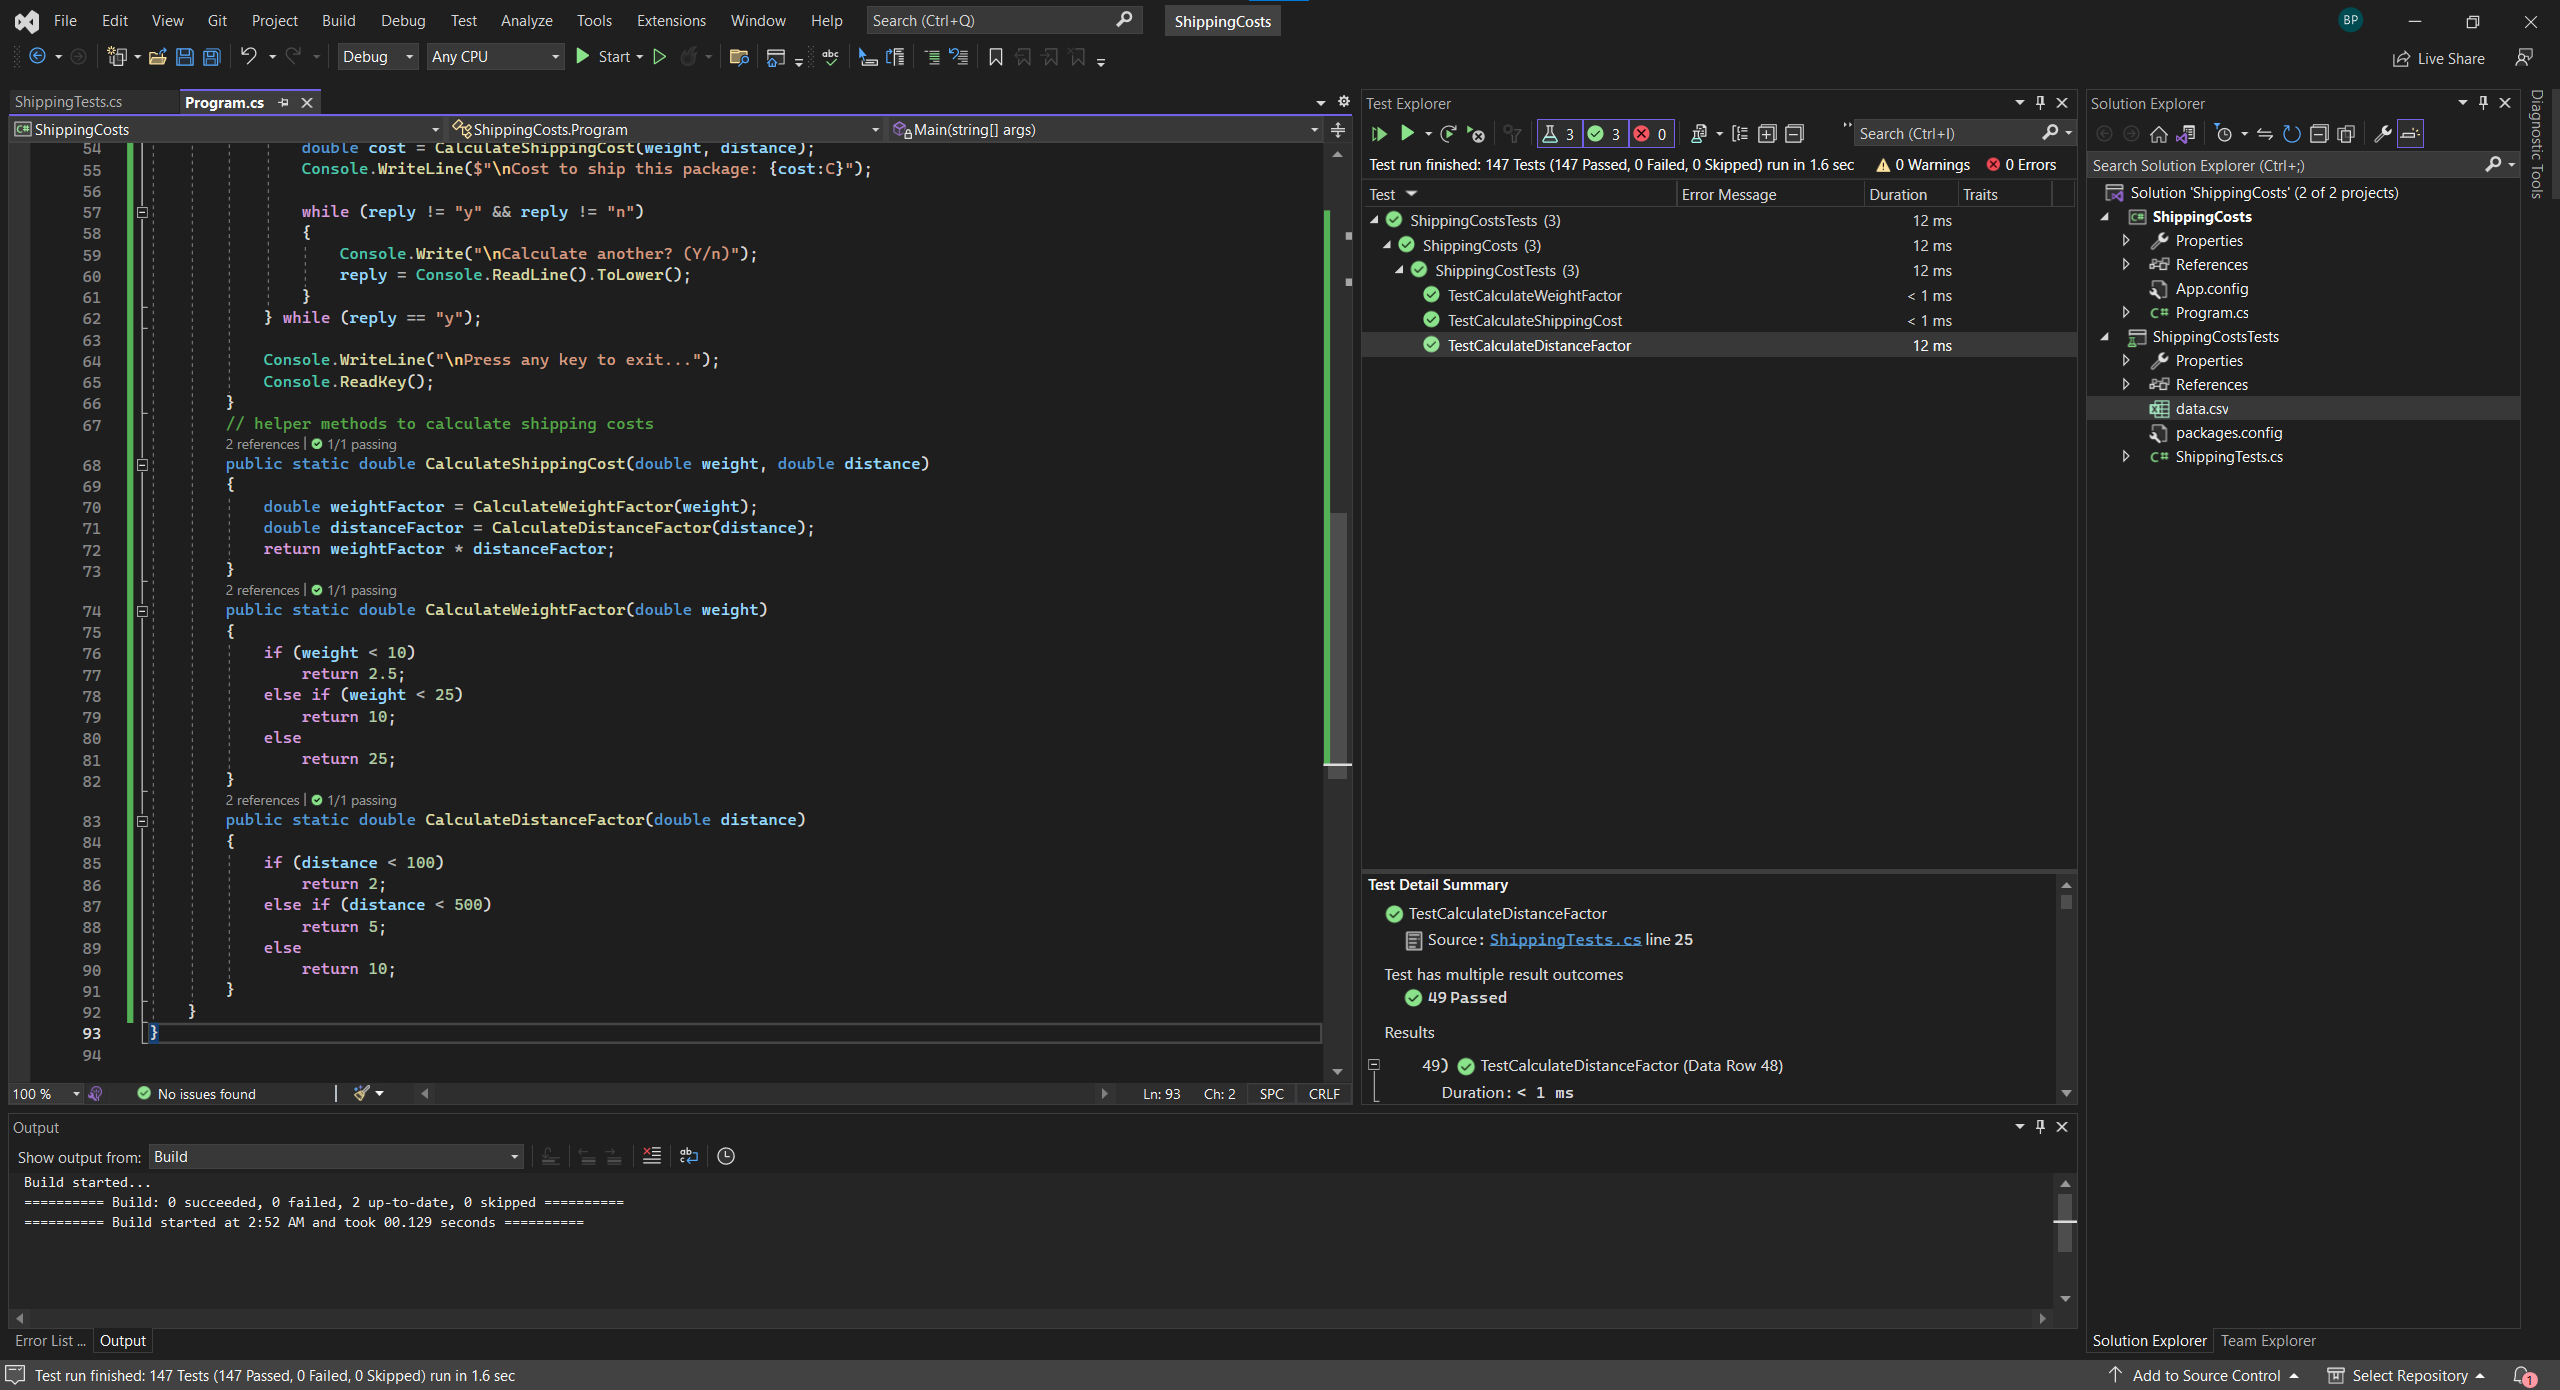 File Edit View Git Project Build Debug Test Analyze Tools Extensions Window Help Search (Ctrl+Q) ShippingCosts BP
Debug Any CPU Start Live Share
ShippingTests.cs Program.cs
ShippingCosts ShippingCosts.Program Main(string[] args)
54 double cost = CalculateShippingCost(weight, distance);
55 Console.WriteLine($"\nCost to ship this package: {cost:C}");
56
57 while (reply != "y" && reply != "n")
58 {
59 Console.Write("\nCalculate another? (Y/n)");
60 reply = Console.ReadLine().ToLower();
61 }
62 } while (reply == "y");
63
64 Console.WriteLine("\nPress any key to exit...");
65 Console.ReadKey();
66 }
67 // helper methods to calculate shipping costs
2 references | 1/1 passing
68 public static double CalculateShippingCost(double weight, double distance)
69 {
70 double weightFactor = CalculateWeightFactor(weight);
71 double distanceFactor = CalculateDistanceFactor(distance);
72 return weightFactor * distanceFactor;
73 }
2 references | 1/1 passing
74 public static double CalculateWeightFactor(double weight)
75 {
76 if (weight < 10)
77 return 2.5;
78 else if (weight < 25)
79 return 10;
80 else
81 return 25;
82 }
2 references | 1/1 passing
83 public static double CalculateDistanceFactor(double distance)
84 {
85 if (distance < 100)
86 return 2;
87 else if (distance < 500)
88 return 5;
89 else
90 return 10;
91 }
92 }
93 }
94
100 % No issues found Ln: 93 Ch: 2 SPC CRLF
Test Explorer
3 3 0 Search (Ctrl+I)
Test run finished: 147 Tests (147 Passed, 0 Failed, 0 Skipped) run in 1.6 sec 0 Warnings 0 Errors
Test Error Message Duration Traits
ShippingCostsTests (3) 12 ms
ShippingCosts (3) 12 ms
ShippingCostTests (3) 12 ms
TestCalculateWeightFactor < 1 ms
TestCalculateShippingCost < 1 ms
TestCalculateDistanceFactor 12 ms
Test Detail Summary
TestCalculateDistanceFactor
Source: ShippingTests.cs line 25
Test has multiple result outcomes
49 Passed
Results
49) TestCalculateDistanceFactor (Data Row 48)
Duration: < 1 ms
Solution Explorer
Search Solution Explorer (Ctrl+;)
Solution 'ShippingCosts' (2 of 2 projects)
ShippingCosts
Properties
References
App.config
Program.cs
ShippingCostsTests
Properties
References
data.csv
packages.config
ShippingTests.cs
Solution Explorer Team Explorer
Diagnostic Tools
Output
Show output from: Build
Build started...
========== Build: 0 succeeded, 0 failed, 2 up-to-date, 0 skipped ==========
========== Build started at 2:52 AM and took 00.129 seconds ==========
Error List ... Output
Test run finished: 147 Tests (147 Passed, 0 Failed, 0 Skipped) run in 1.6 sec Add to Source Control Select Repository 1